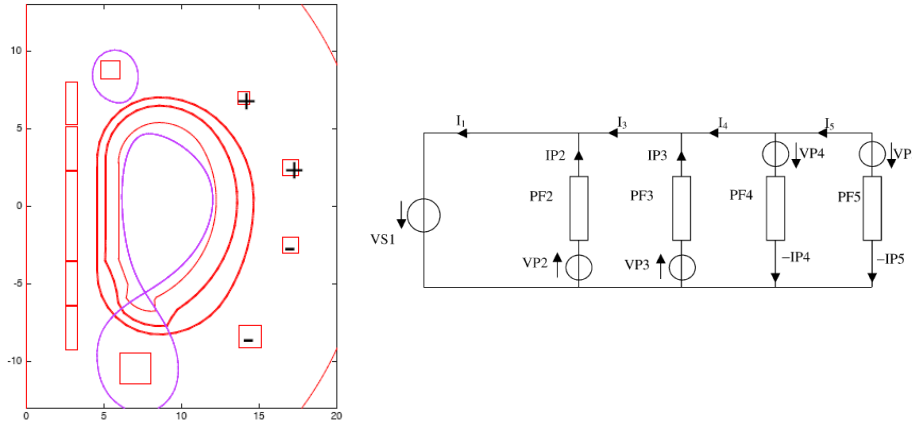 10
5
0
-5
-10
0
5
10
15
20
+
+
-
-
I1 I3 I4 I5
IP2 IP3 VP4 VP
PF2 PF3 PF4 PF5
VS1
VP2 VP3 –IP4 –IP5